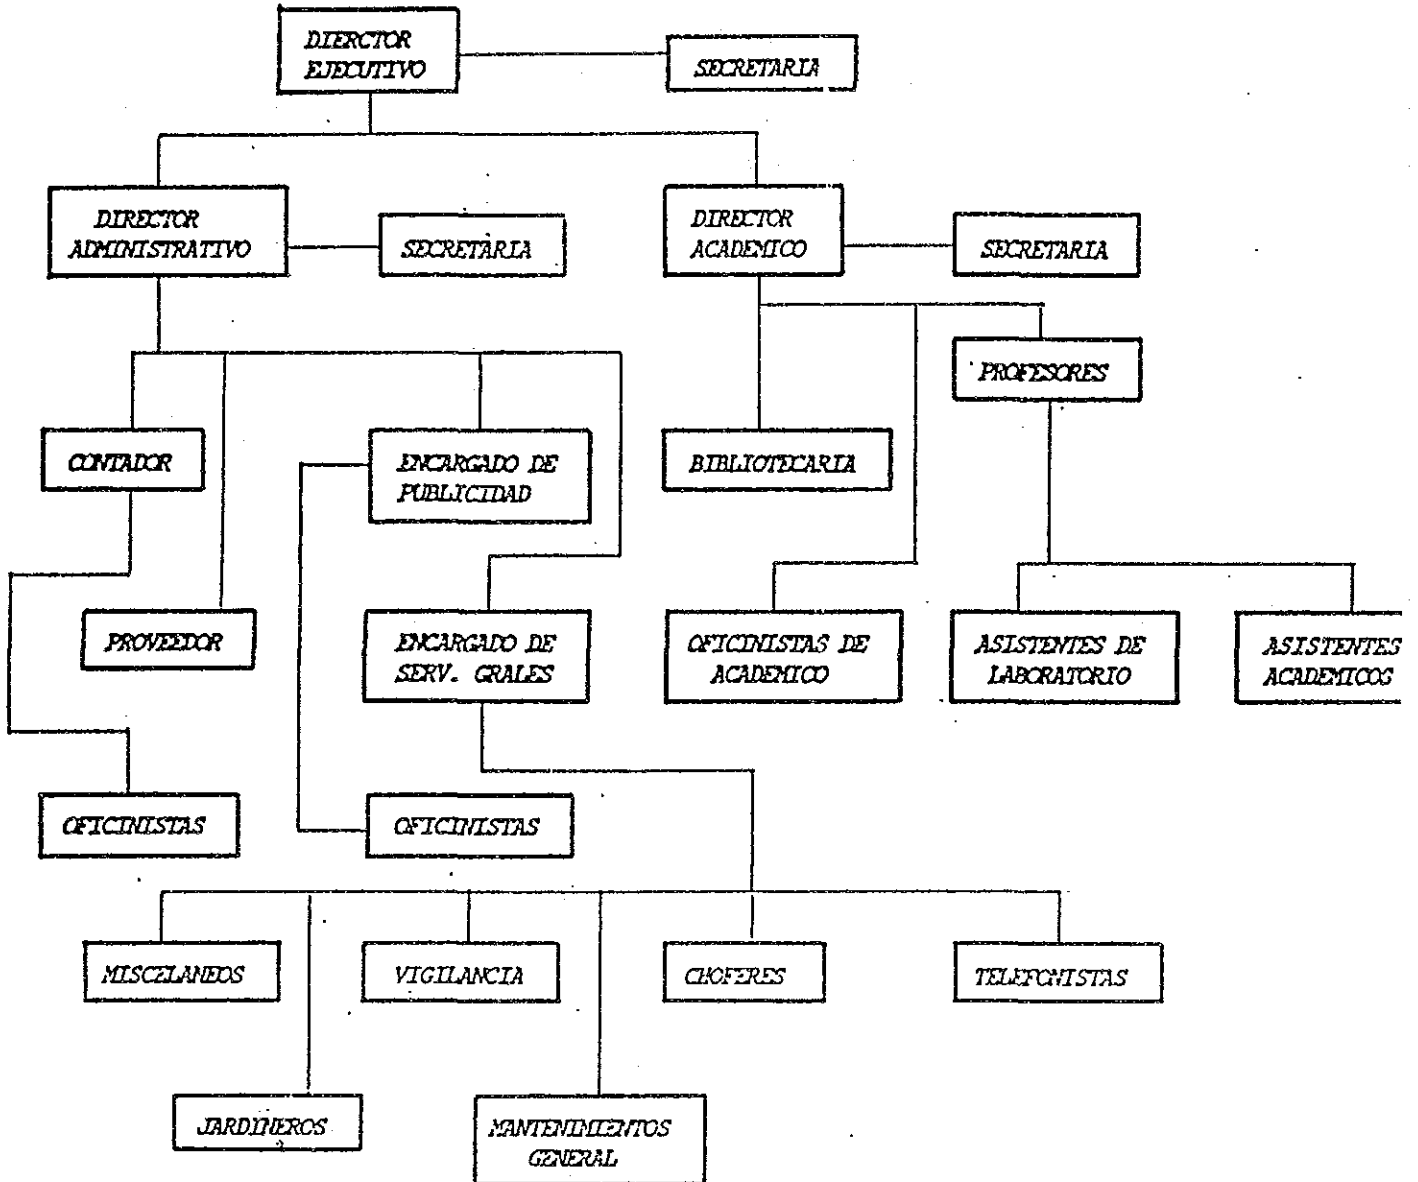 DIERCTOR
EJECUTIVO
SECRETARIA
DIRECTOR
ADMINISTRATIVO
SECRETARIA
DIRECTOR
ACADEMICO
SECRETARIA
PROFESORES
CONTADOR
ENCARGADO DE
PUBLICIDAD
BIBLIOTECARIA
PROVEEDOR
ENCARGADO DE
SERV. GRALES
OFICINISTAS DE
ACADEMICO
ASISTENTES DE
LABORATORIO
ASISTENTES
ACADEMICOS
OFICINISTAS
OFICINISTAS
MISCELANEOS
VIGILANCIA
CHOFERES
TELEFONISTAS
JARDINEROS
MANTENIMIENTOS
GENERAL